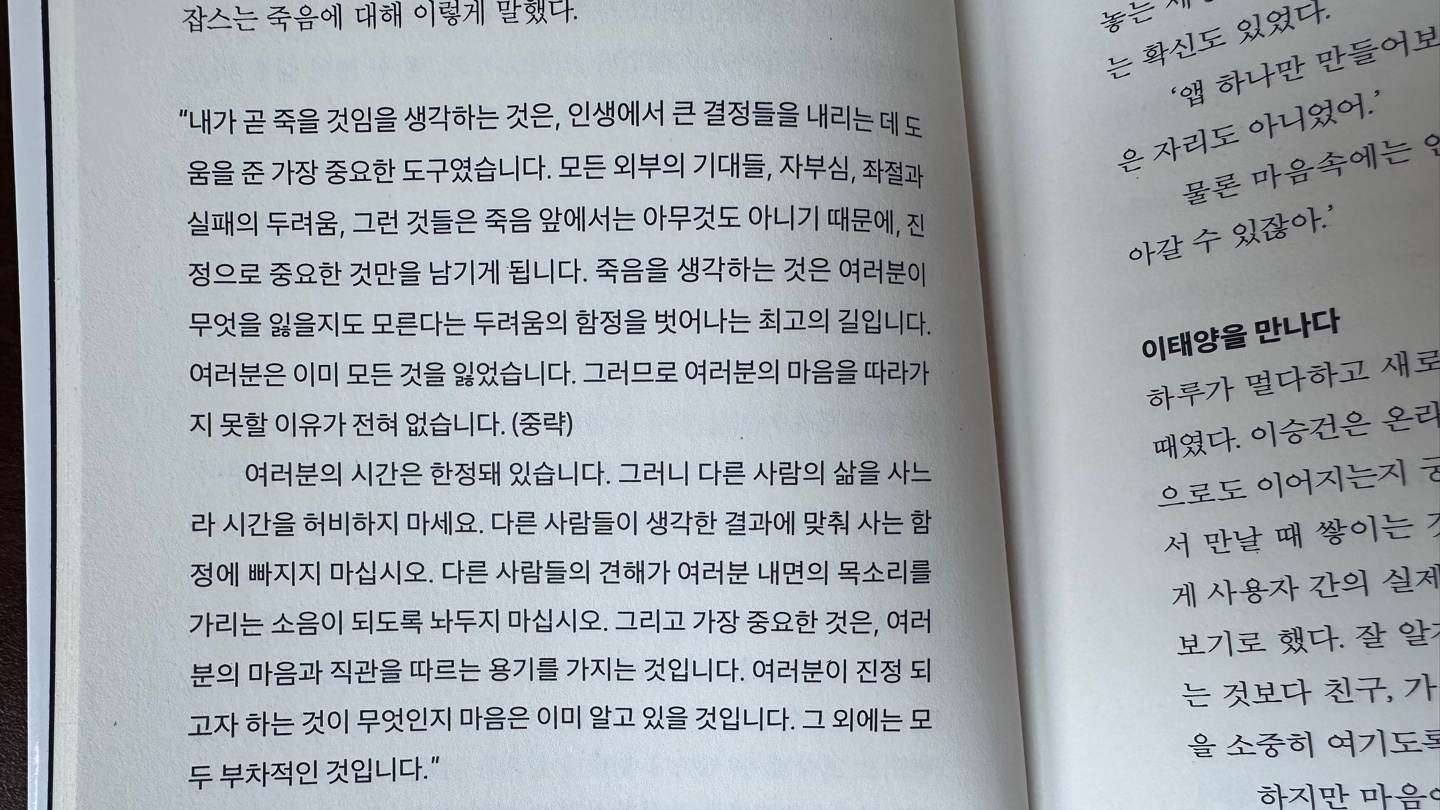 잡스는 죽음에 대해 이렇게 말했다.
“내가 곧 죽을 것임을 생각하는 것은, 인생에서 큰 결정들을 내리는 데 도
움을 준 가장 중요한 도구였습니다. 모든 외부의 기대들, 자부심, 좌절과
실패의 두려움, 그런 것들은 죽음 앞에서는 아무것도 아니기 때문에, 진
정으로 중요한 것만을 남기게 됩니다. 죽음을 생각하는 것은 여러분이
무엇을 잃을지도 모른다는 두려움의 함정을 벗어나는 최고의 길입니다.
여러분은 이미 모든 것을 잃었습니다. 그러므로 여러분의 마음을 따라가
지 못할 이유가 전혀 없습니다. (중략)
여러분의 시간은 한정돼 있습니다. 그러니 다른 사람의 삶을 사느
라 시간을 허비하지 마세요. 다른 사람들이 생각한 결과에 맞춰 사는 함
정에 빠지지 마십시오. 다른 사람들의 견해가 여러분 내면의 목소리를
가리는 소음이 되도록 놔두지 마십시오. 그리고 가장 중요한 것은, 여러
분의 마음과 직관을 따르는 용기를 가지는 것입니다. 여러분이 진정 되
고자 하는 것이 무엇인지 마음은 이미 알고 있을 것입니다. 그 외에는 모
두 부차적인 것입니다.”
놓는
는 확신도 있었다.
‘앱 하나만 만들어보
은 자리도 아니었어.’
물론 마음속에는
아갈 수 있잖아.’
이태양을 만나다
하루가 멀다하고 새로
때였다. 이승건은 온라
으로도 이어지는지
서 만날 때 쌓이는
게 사용자 간의 실제
보기로 했다. 잘 알
는 것보다 친구, 가
을 소중히 여기도록
하지만 마음